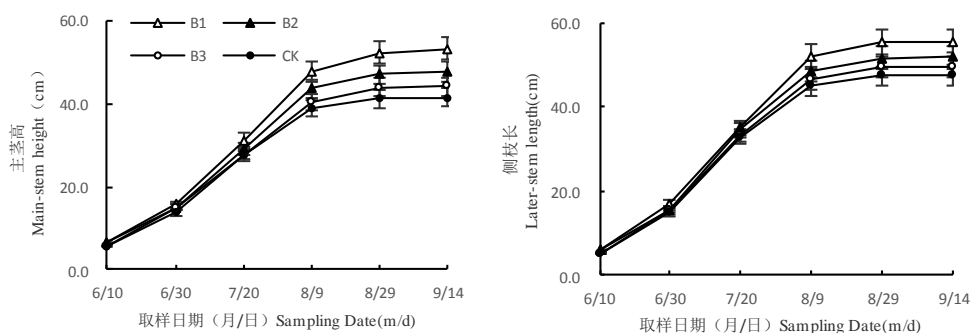 B1
B2
B3
CK
主茎高
Main-stem height（cm）
60.0
40.0
20.0
0.0
6/10
6/30
7/20
8/9
8/29
9/14
取样日期（月/日）Sampling Date(m/d)
侧枝长
Later-stem length(cm)
60.0
40.0
20.0
0.0
6/10
6/30
7/20
8/9
8/29
9/14
取样日期（月/日）Sampling Date(m/d)